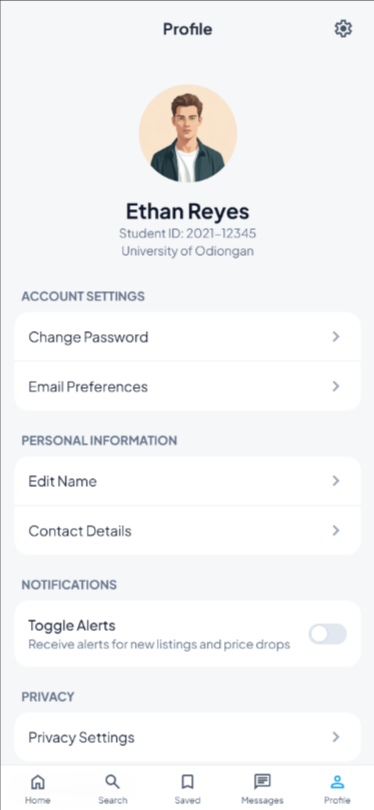 Profile
Ethan Reyes
Student ID: 2021-12345
University of Odiongan
ACCOUNT SETTINGS
Change Password
Email Preferences
PERSONAL INFORMATION
Edit Name
Contact Details
NOTIFICATIONS
Toggle Alerts
Receive alerts for new listings and price drops
PRIVACY
Privacy Settings
Home Search Saved Messages Profile